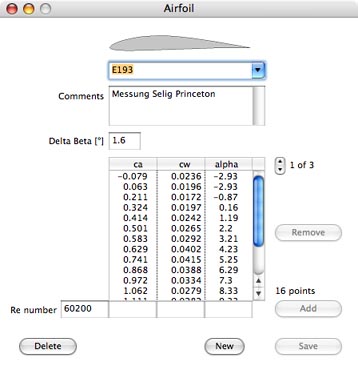 Airfoil
E193
Comments
Messung Selig Princeton
Delta Beta [°] 1.6
ca cw alpha
1 of 3
-0.079 0.0236 -2.93
0.063 0.0196 -2.93
0.211 0.0172 -0.87
0.324 0.0197 0.16
0.414 0.0242 1.19
0.501 0.0265 2.2
0.583 0.0292 3.21
0.629 0.0402 4.23
0.741 0.0415 5.25
0.868 0.0388 6.29
0.972 0.0334 7.3
1.062 0.0279 8.33
Remove
16 points
Re number 60200
Add
Delete
New
Save